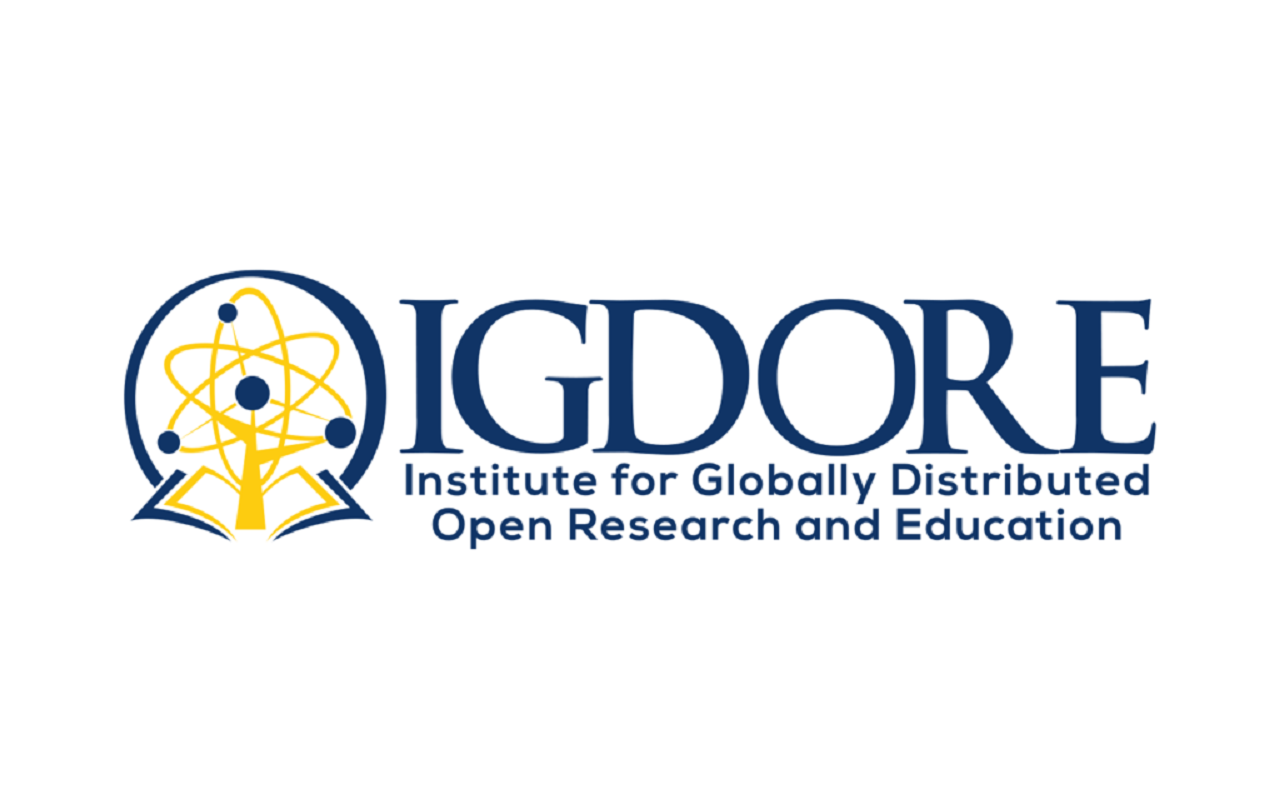 IGDORE
Institute for Globally Distributed
Open Research and Education